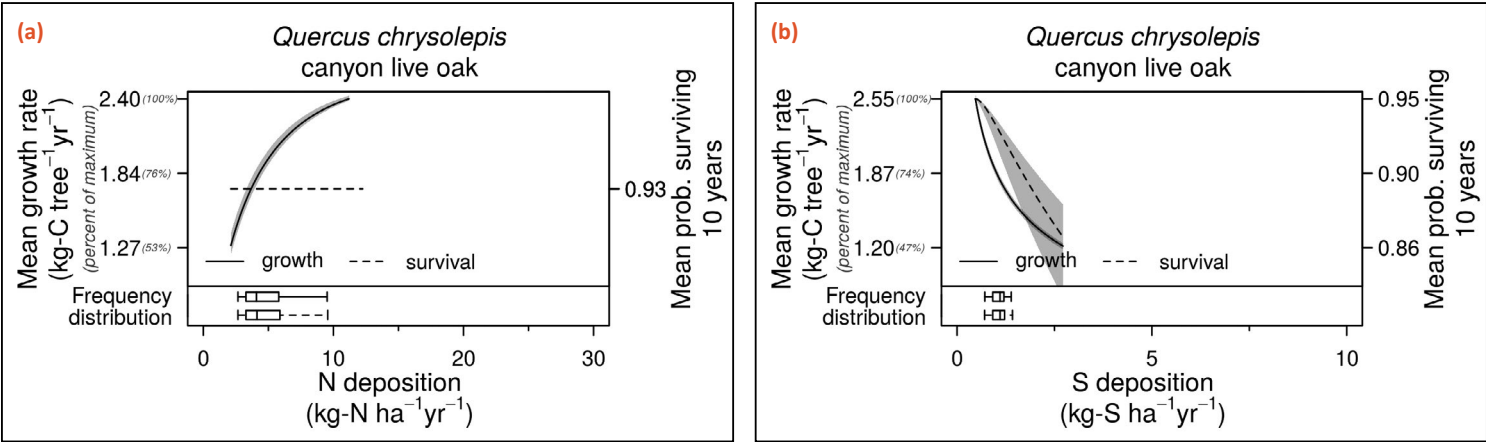 (a)
Quercus chrysolepis
canyon live oak
Mean growth rate
(kg-C tree⁻¹yr⁻¹)
(percent of maximum)
2.40 (100%)
1.84 (76%)
1.27 (53%)
0.93
Mean prob. surviving
10 years
growth
survival
Frequency
distribution
0 10 20 30
N deposition
(kg-N ha⁻¹yr⁻¹)
(b)
Quercus chrysolepis
canyon live oak
Mean growth rate
(kg-C tree⁻¹yr⁻¹)
(percent of maximum)
2.55 (100%)
1.87 (74%)
1.20 (47%)
0.95
0.90
0.86
Mean prob. surviving
10 years
growth
survival
Frequency
distribution
0 5 10
S deposition
(kg-S ha⁻¹yr⁻¹)